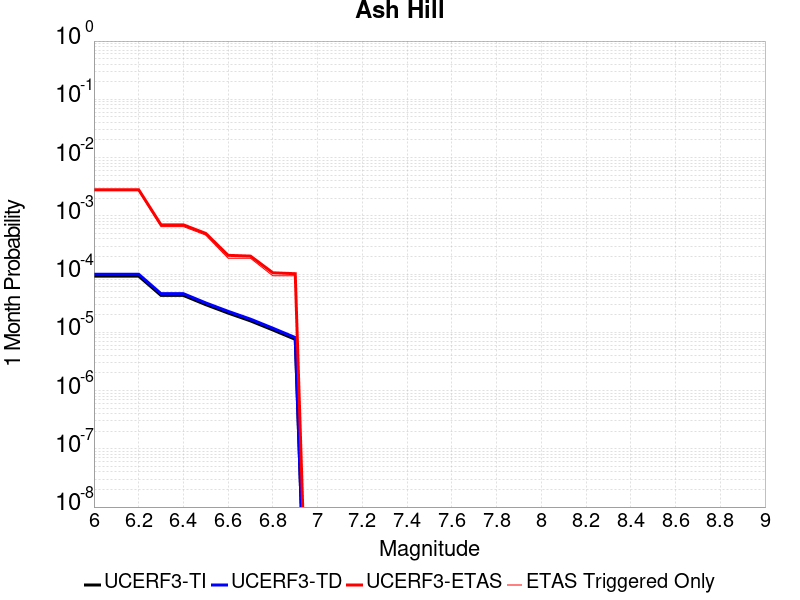 Ash Hill
1 Month Probability
10^0
10^-1
10^-2
10^-3
10^-4
10^-5
10^-6
10^-7
10^-8
6 6.2 6.4 6.6 6.8 7 7.2 7.4 7.6 7.8 8 8.2 8.4 8.6 8.8 9
Magnitude
UCERF3-TI UCERF3-TD UCERF3-ETAS ETAS Triggered Only